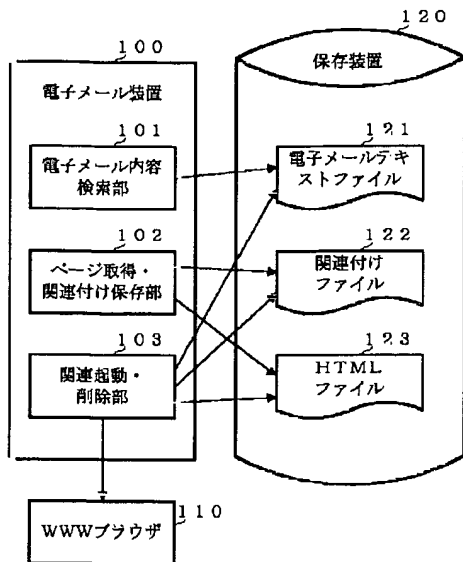 １００
電子メール装置
１０１
電子メール内容
検索部
１０２
ページ取得・
関連付け保存部
１０３
関連起動・
削除部
１１０
WWWブラウザ
１２０
保存装置
１２１
電子メールテキ
ストファイル
１２２
関連付け
ファイル
１２３
ＨＴＭＬ
ファイル